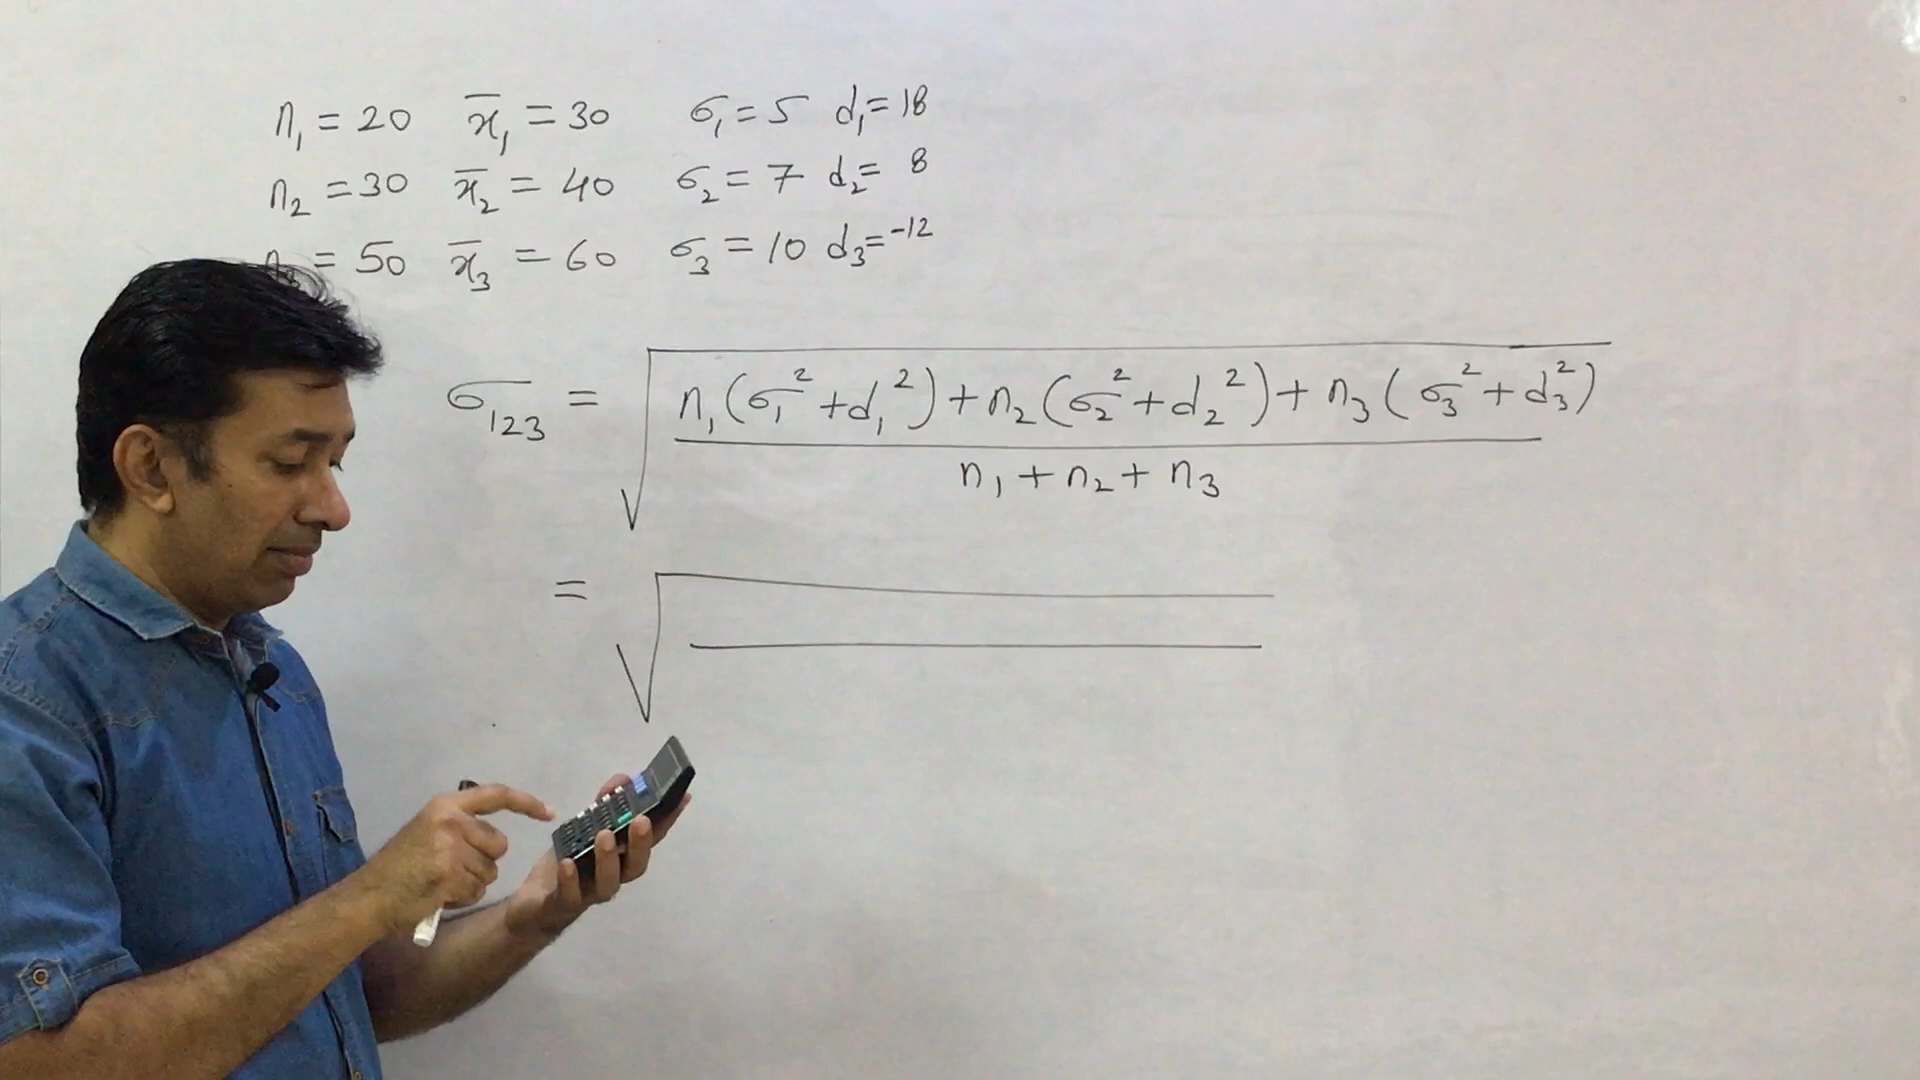 n₁ = 20 x̄₁ = 30 σ₁ = 5 d₁ = 18
n₂ = 30 x̄₂ = 40 σ₂ = 7 d₂ = 8
n₃ = 50 x̄₃ = 60 σ₃ = 10 d₃ = -12
σ₁₂₃ = √ n₁(σ₁² + d₁²) + n₂(σ₂² + d₂²) + n₃(σ₃² + d₃²)
n₁ + n₂ + n₃
= √